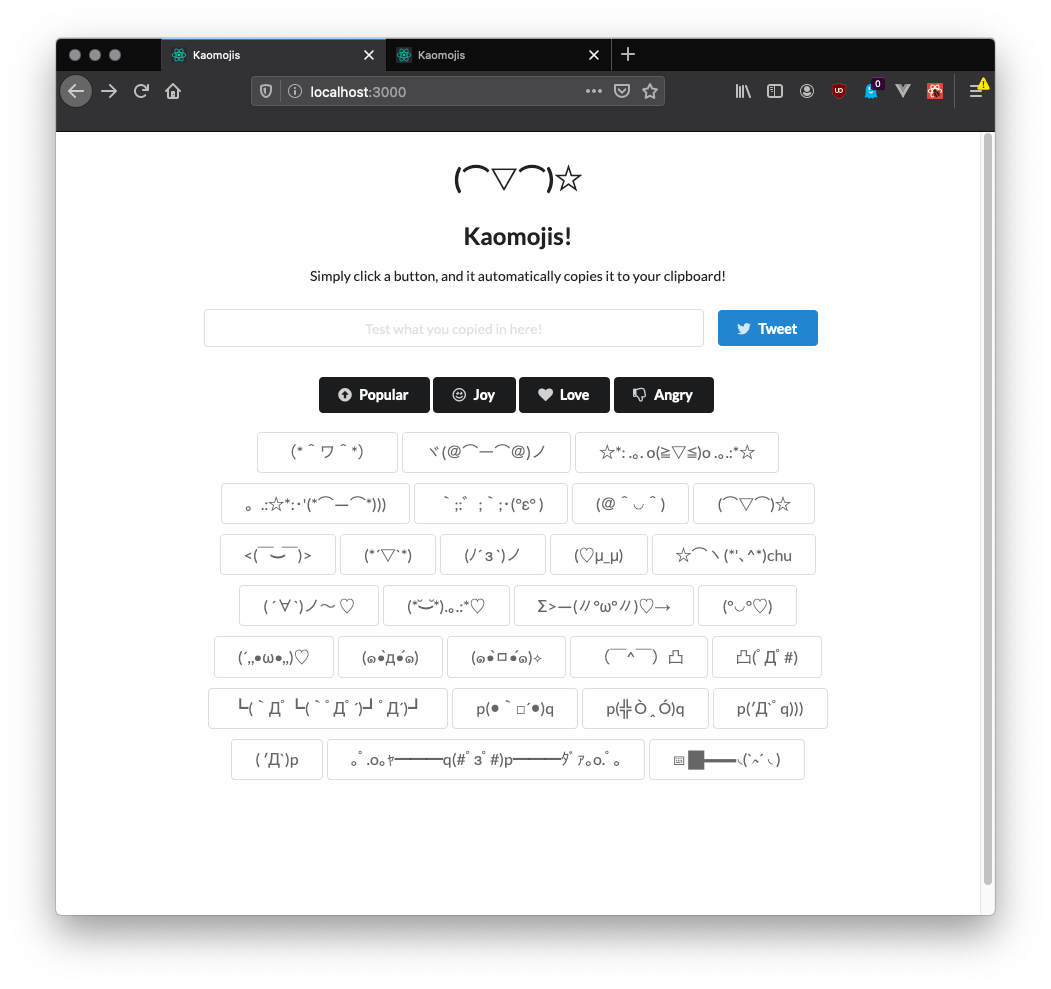 Kaomojis Kaomojis
localhost:3000
0
(⌒▽⌒)☆
Kaomojis!
Simply click a button, and it automatically copies it to your clipboard!
Test what you copied in here! Tweet
Popular Joy Love Angry
(*＾ワ＾*) ヾ(＠⌒ー⌒＠)ノ ☆*: .｡. o(≧▽≦)o .｡.:*☆
。.:☆*:･'(*⌒―⌒*))) ｀;:゛;｀;･(°ε° ) (＠＾◡＾) (⌒▽⌒)☆
<(￣︶￣)> (*´▽`*) (ﾉ´з`)ノ (♡μ_μ) ☆⌒ヽ(*'､^*)chu
( ´∀`)ノ～ ♡ (*˘︶˘*).｡.:*♡ Σ>―(〃°ω°〃)♡→ (°◡°♡)
(´,,•ω•,,)♡ (๑•̀д•́๑) (๑•̀ㅁ•́๑)✧ （￣^￣）凸 凸(ﾟДﾟ#)
┗(｀Дﾟ┗(｀ﾟДﾟ´)┛ﾟД´)┛ p(●｀□´●)q p(╬Ò ‸ Ó)q p(′Д`ﾟq)))
( ′Д`)p ｡ﾟ.o｡ｬ━━━q(#ﾟзﾟ#)p━━━ﾀﾞｧ｡o.ﾟ｡ ⌨█▬▬◟(`ﮧ´ ◟ )